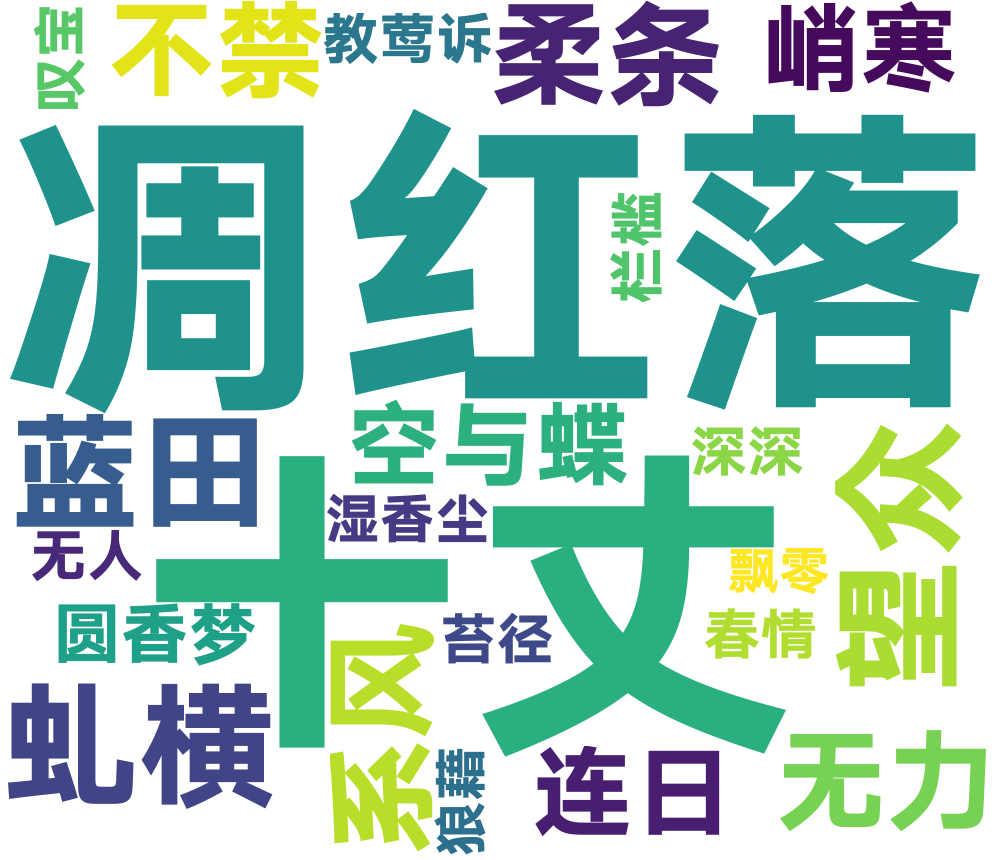 叹宝
不禁
教莺诉
柔条
峭寒
凋红落
栏槛
蓝田
空与蝶
深深
众望
无人
湿香尘
十丈
飘零
圆香梦
系风
苔径
春情
虬横
狼藉
连日
无力